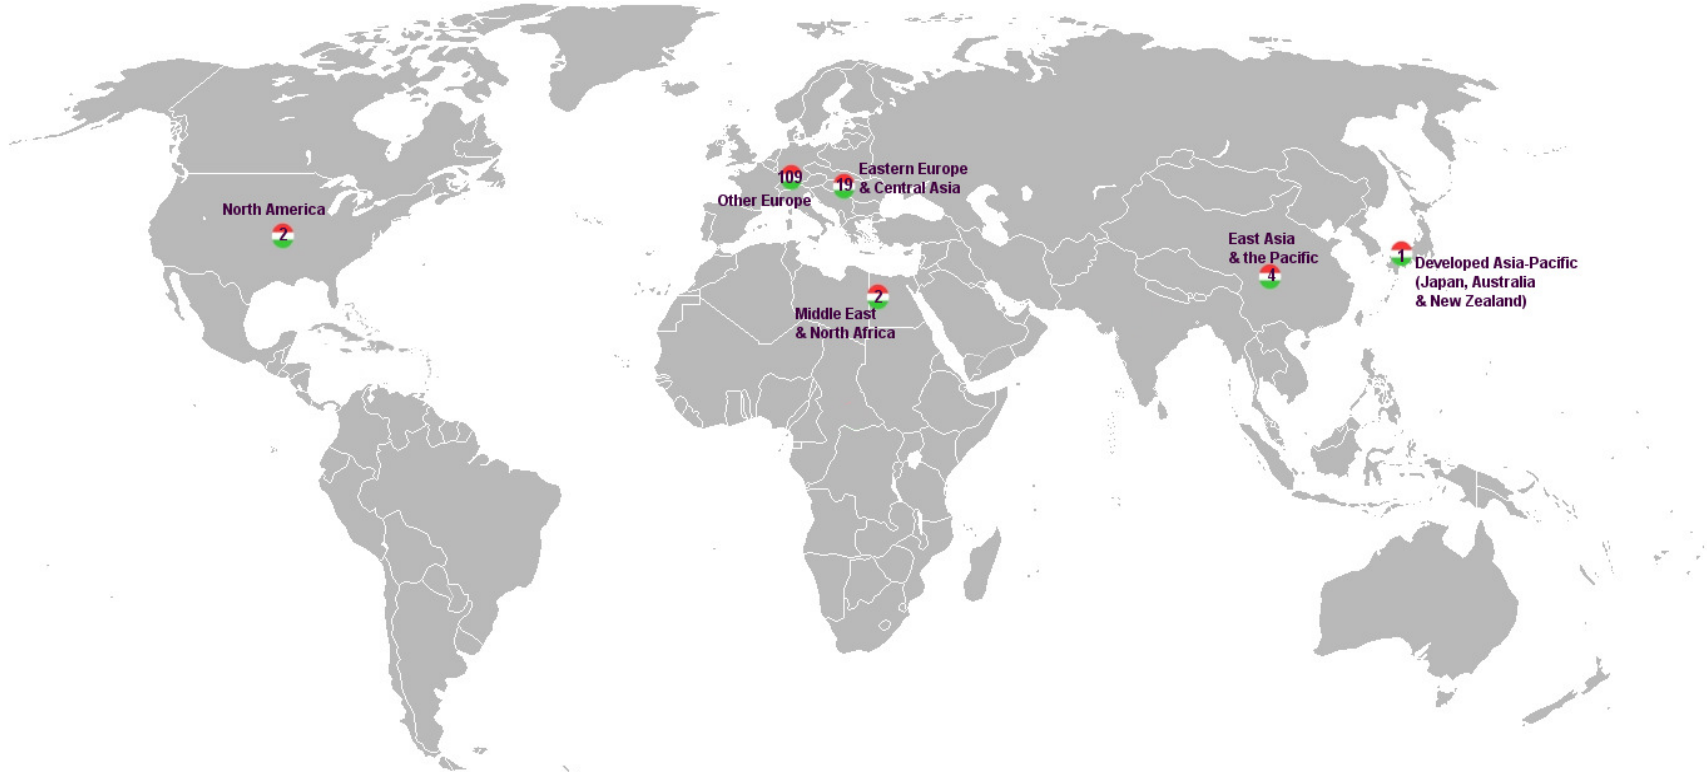 109
19
Eastern Europe
& Central Asia
Other Europe
North America
2
East Asia
& the Pacific
4
1
Developed Asia-Pacific
(Japan, Australia
& New Zealand)
2
Middle East
& North Africa